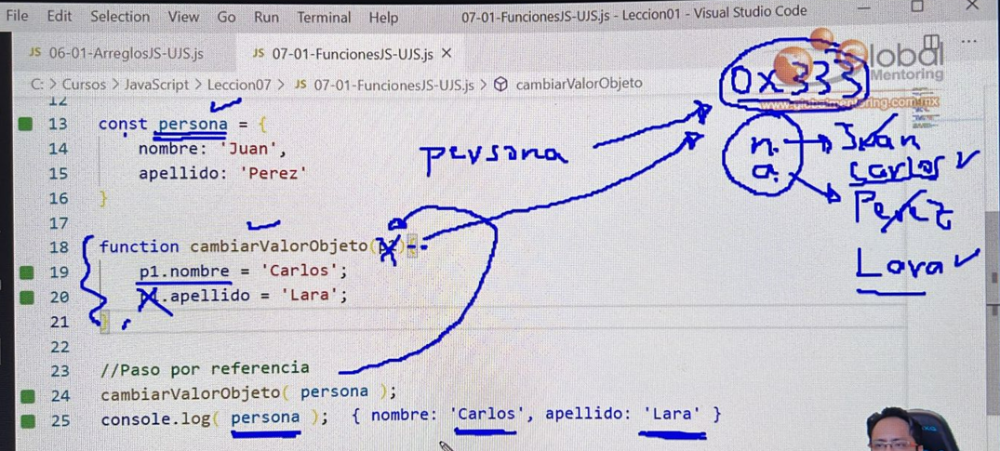 File Edit Selection View Go Run Terminal Help 07-01-FuncionesJS-UJS.js - Leccion01 - Visual Studio Code
JS 06-01-ArreglosJS-UJS.js JS 07-01-FuncionesJS-UJS.js ×
C: > Cursos > JavaScript > Leccion07 > JS 07-01-FuncionesJS-UJS.js > cambiarValorObjeto
Global
Mentoring
www.globalmentoring.com.mx
0x333
12
13 const persona = {
14 nombre: 'Juan',
15 apellido: 'Perez'
16 }
persona
n. Juan
Carlos
a. Perez
Lara
17
18 function cambiarValorObjeto( ){
19 p1.nombre = 'Carlos';
20 .apellido = 'Lara';
21 }
22
23 //Paso por referencia
24 cambiarValorObjeto( persona );
25 console.log( persona ); { nombre: 'Carlos', apellido: 'Lara' }